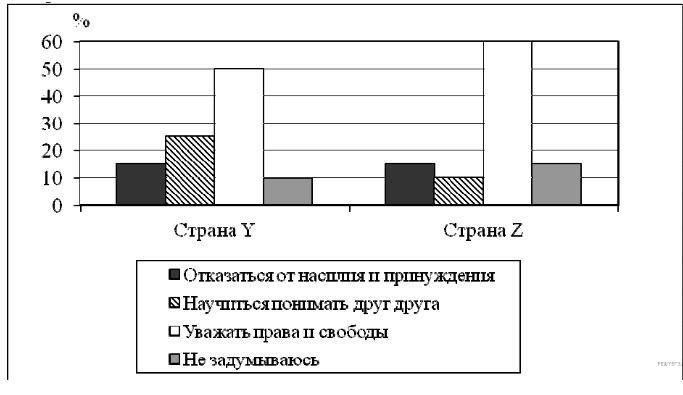 %
60
50
40
30
20
10
0
Страна Y
Страна Z
Отказаться от насилия и принуждения
Научиться понимать друг друга
Уважать права и свободы
Не задумываюсь